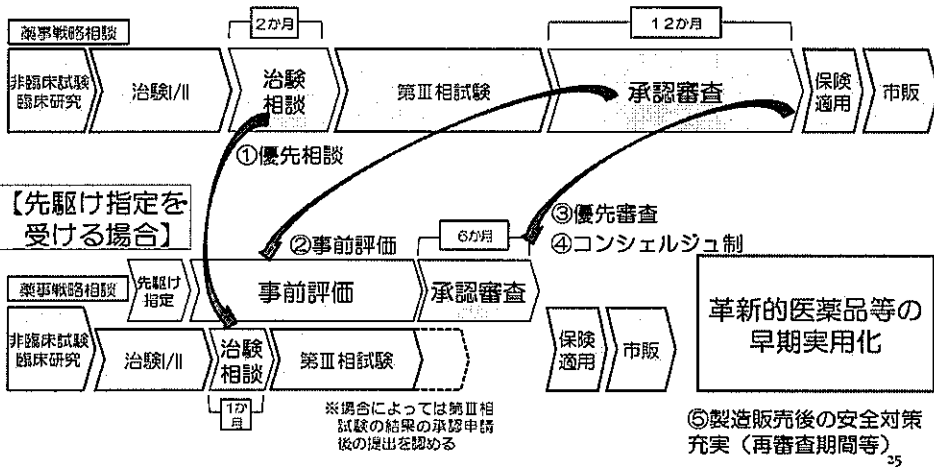 2か月
12か月
薬事戦略相談
非臨床試験
臨床研究
治験I/II
治験
相談
第Ⅲ相試験
承認審査
保険
適用
市販
①優先相談
【先駆け指定を
受ける場合】
②事前評価
6か月
③優先審査
④コンシェルジュ制
薬事戦略相談
先駆け
指定
事前評価
承認審査
非臨床試験
臨床研究
治験I/II
治験
相談
第Ⅲ相試験
保険
適用
市販
革新的医薬品等の
早期実用化
1か
月
※場合によっては第Ⅲ相
試験の結果の承認申請
後の提出を認める
⑤製造販売後の安全対策
充実（再審査期間等）
25